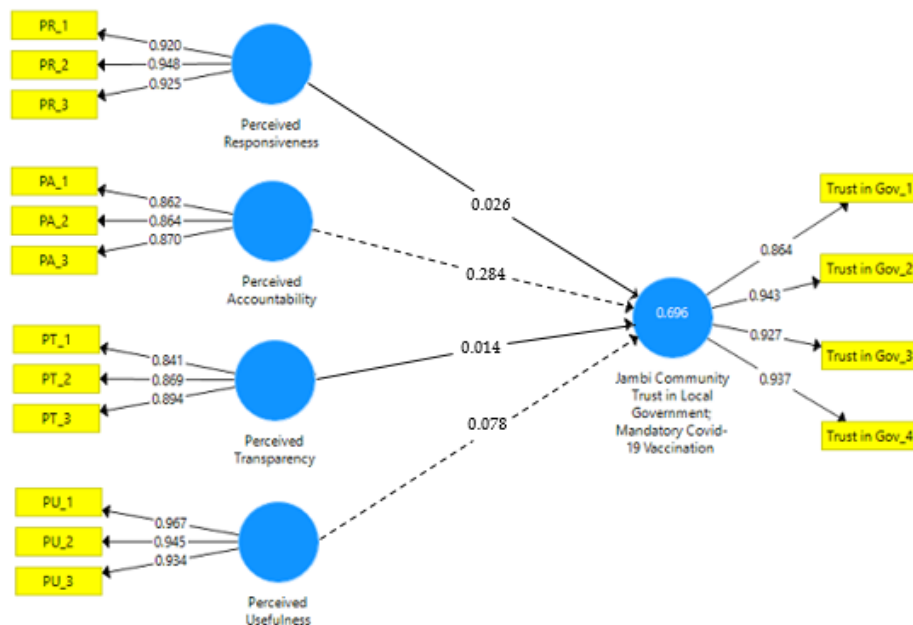 PR_1
PR_2
PR_3
0.920
0.948
0.925
Perceived
Responsiveness
PA_1
PA_2
PA_3
0.862
0.864
0.870
Perceived
Accountability
PT_1
PT_2
PT_3
0.841
0.869
0.894
Perceived
Transparency
PU_1
PU_2
PU_3
0.967
0.945
0.934
Perceived
Usefulness
0.026
0.284
0.014
0.078
0.696
Jambi Community
Trust in Local
Government;
Mandatory Covid-
19 Vaccination
0.864
0.943
0.927
0.937
Trust in Gov_1
Trust in Gov_2
Trust in Gov_3
Trust in Gov_4